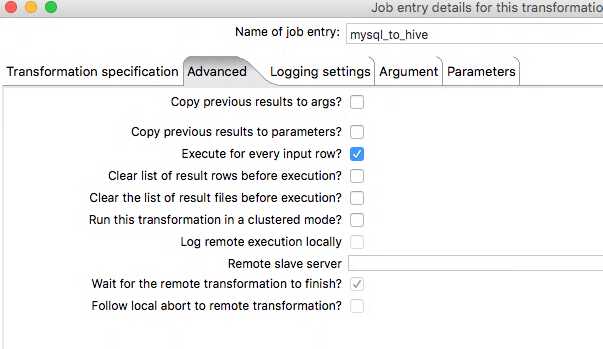 Job entry details for this transformatio
Name of job entry: mysql_to_hive
Transformation specification Advanced Logging settings Argument Parameters
Copy previous results to args?
Copy previous results to parameters?
Execute for every input row?
Clear list of result rows before execution?
Clear the list of result files before execution?
Run this transformation in a clustered mode?
Log remote execution locally
Remote slave server
Wait for the remote transformation to finish?
Follow local abort to remote transformation?